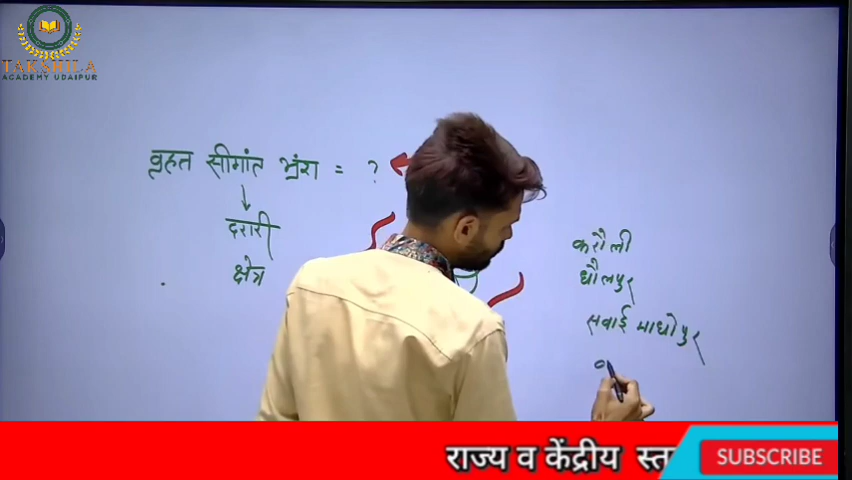 TAKSHILA
ACADEMY UDAIPUR
वृहत सीमांत भ्रंश = ?
दरारी
क्षेत्र
करौली
धौलपुर
सवाई माधोपुर
राज्य व केंद्रीय स्त
SUBSCRIBE